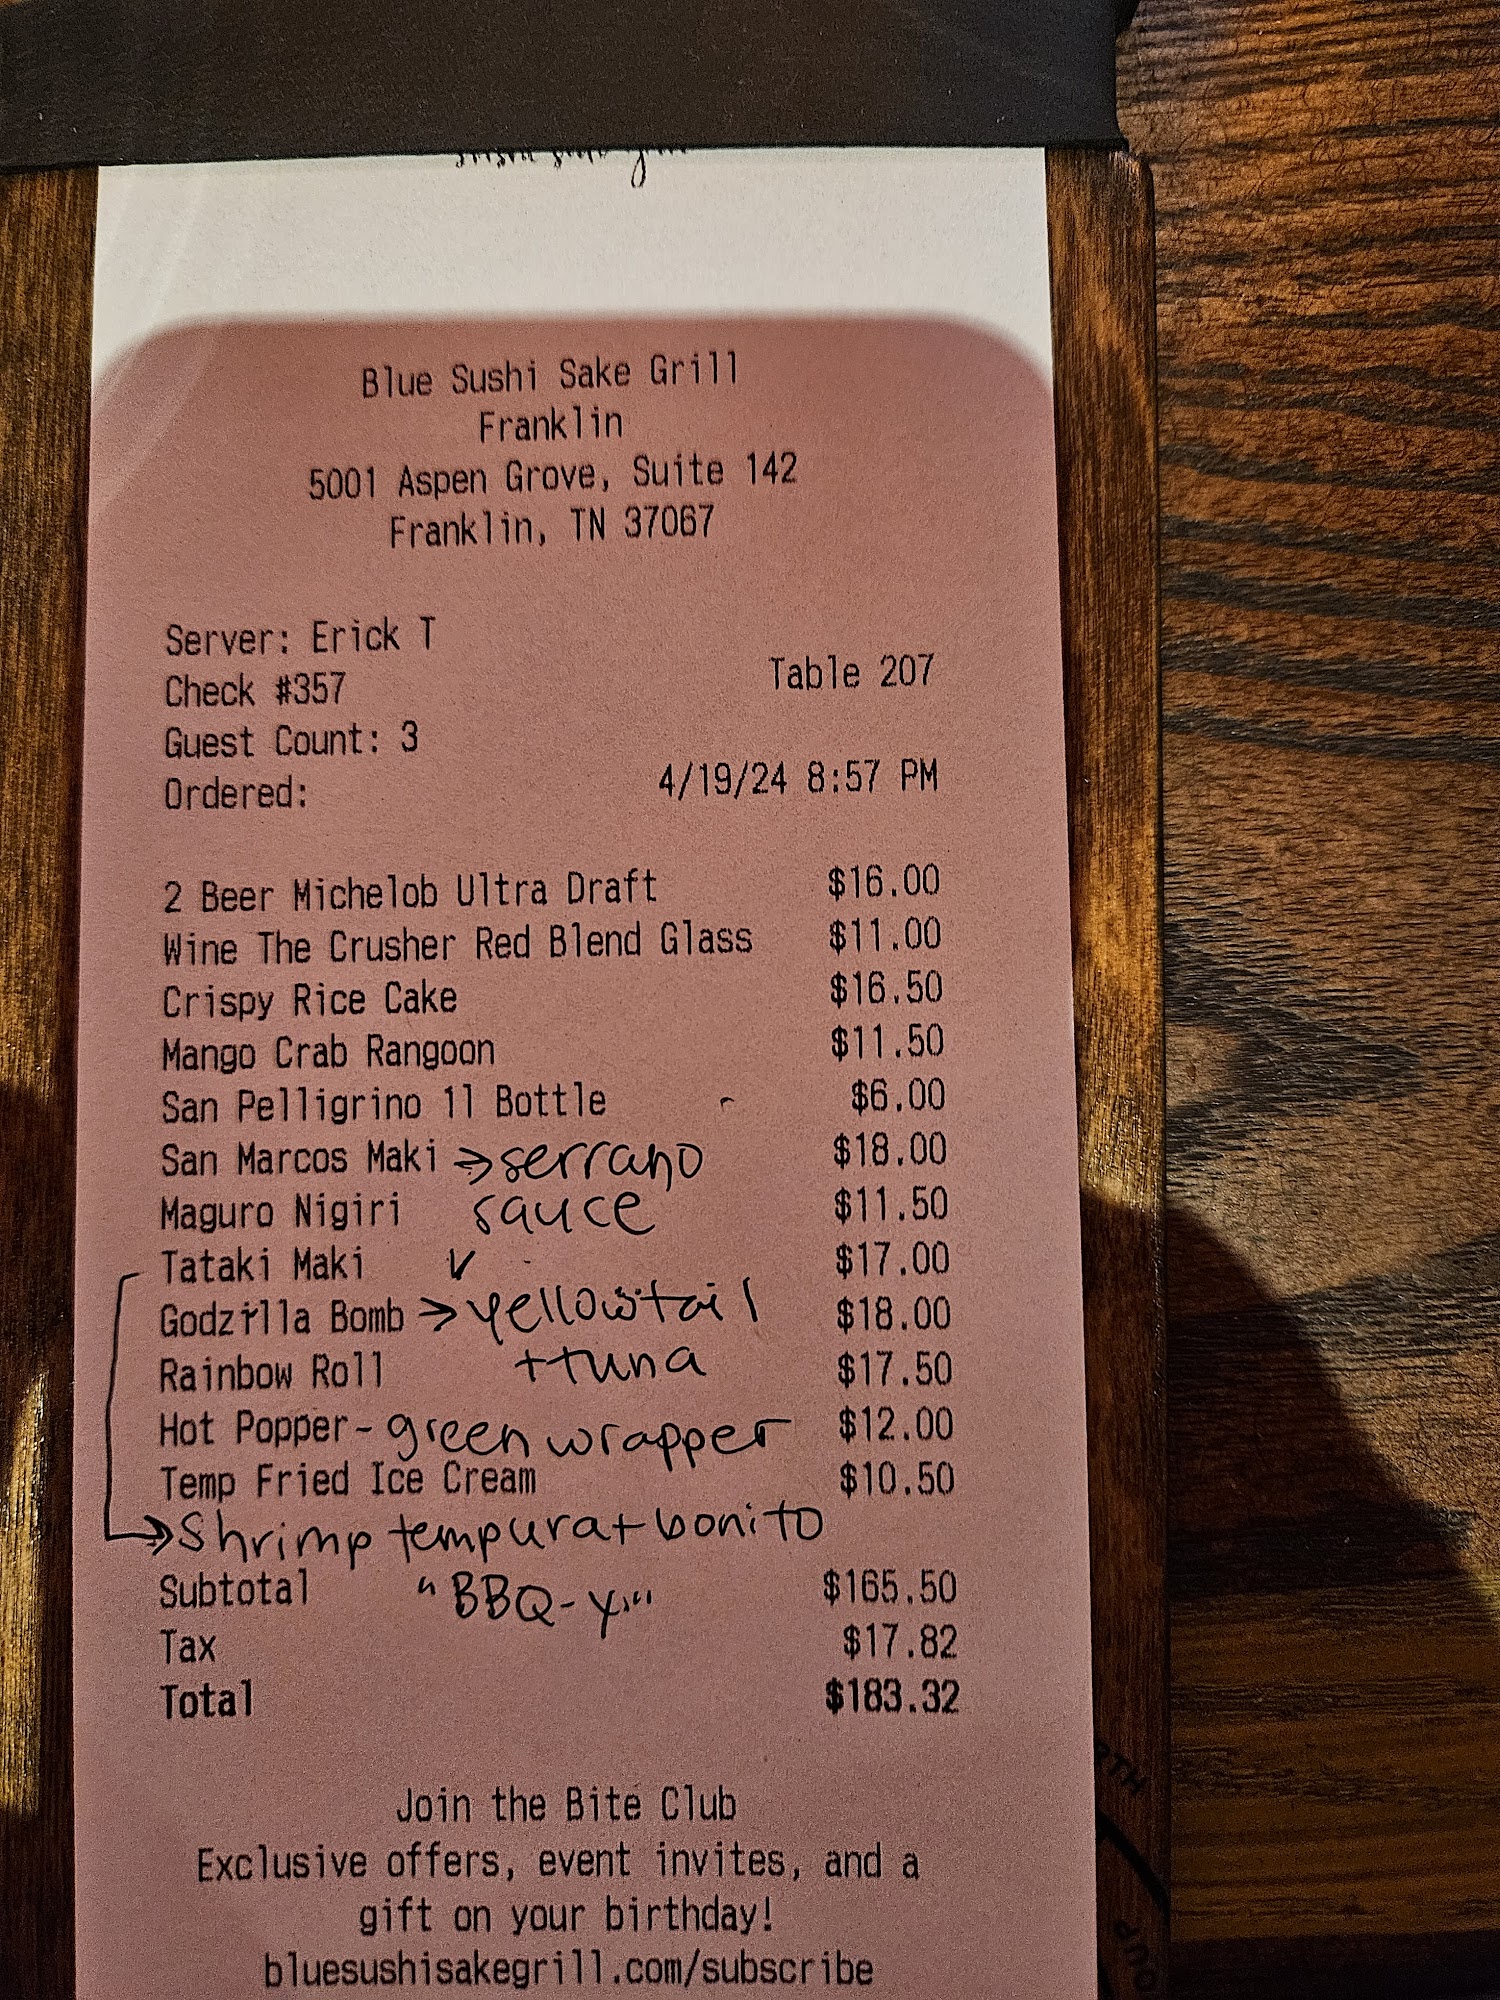 Blue Sushi Sake Grill
Franklin
5001 Aspen Grove, Suite 142
Franklin, TN 37067
Server: Erick T
Check #357 Table 207
Guest Count: 3
Ordered: 4/19/24 8:57 PM
2 Beer Michelob Ultra Draft $16.00
Wine The Crusher Red Blend Glass $11.00
Crispy Rice Cake $16.50
Mango Crab Rangoon $11.50
San Pelligrino 1l Bottle $6.00
San Marcos Maki → serrano $18.00
Maguro Nigiri sauce $11.50
Tataki Maki $17.00
Godzilla Bomb → yellowtail $18.00
Rainbow Roll + tuna $17.50
Hot Popper - green wrapper $12.00
Temp Fried Ice Cream $10.50
→ Shrimp tempura + bonito
Subtotal "BBQ-y" $165.50
Tax $17.82
Total $183.32
Join the Bite Club
Exclusive offers, event invites, and a
gift on your birthday!
bluesushisakegrill.com/subscribe